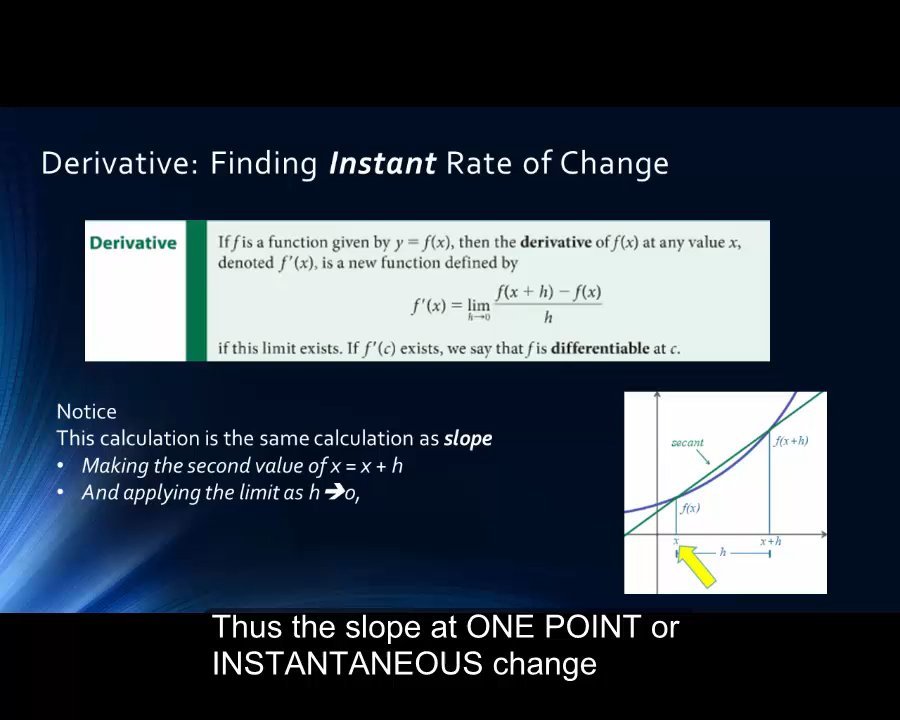 Derivative: Finding Instant Rate of Change
Derivative
If f is a function given by y = f(x), then the derivative of f(x) at any value x,
denoted f′(x), is a new function defined by
f′(x) = lim h→0 f(x + h) − f(x) / h
if this limit exists. If f′(c) exists, we say that f is differentiable at c.
Notice
This calculation is the same calculation as slope
• Making the second value of x = x + h
• And applying the limit as h 🡺0,
secant
f(x+h)
f(x)
x
x+h
h
Thus the slope at ONE POINT or
INSTANTANEOUS change